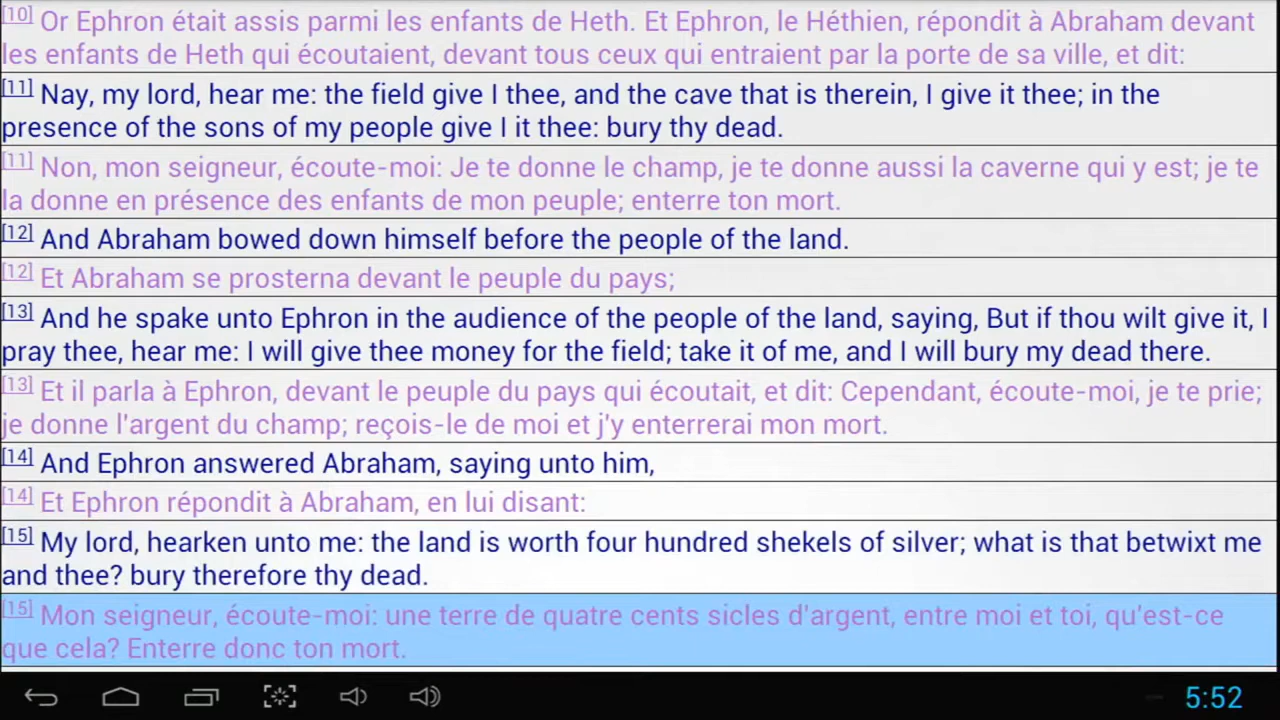 [10] Or Ephron était assis parmi les enfants de Heth. Et Ephron, le Héthien, répondit à Abraham devant
les enfants de Heth qui écoutaient, devant tous ceux qui entraient par la porte de sa ville, et dit:
[11] Nay, my lord, hear me: the field give I thee, and the cave that is therein, I give it thee; in the
presence of the sons of my people give I it thee: bury thy dead.
[11] Non, mon seigneur, écoute-moi: Je te donne le champ, je te donne aussi la caverne qui y est; je te
la donne en présence des enfants de mon peuple; enterre ton mort.
[12] And Abraham bowed down himself before the people of the land.
[12] Et Abraham se prosterna devant le peuple du pays;
[13] And he spake unto Ephron in the audience of the people of the land, saying, But if thou wilt give it, I
pray thee, hear me: I will give thee money for the field; take it of me, and I will bury my dead there.
[13] Et il parla à Ephron, devant le peuple du pays qui écoutait, et dit: Cependant, écoute-moi, je te prie;
je donne l'argent du champ; reçois-le de moi et j'y enterrerai mon mort.
[14] And Ephron answered Abraham, saying unto him,
[14] Et Ephron répondit à Abraham, en lui disant:
[15] My lord, hearken unto me: the land is worth four hundred shekels of silver; what is that betwixt me
and thee? bury therefore thy dead.
[15] Mon seigneur, écoute-moi: une terre de quatre cents sicles d'argent, entre moi et toi, qu'est-ce
que cela? Enterre donc ton mort.
5:52